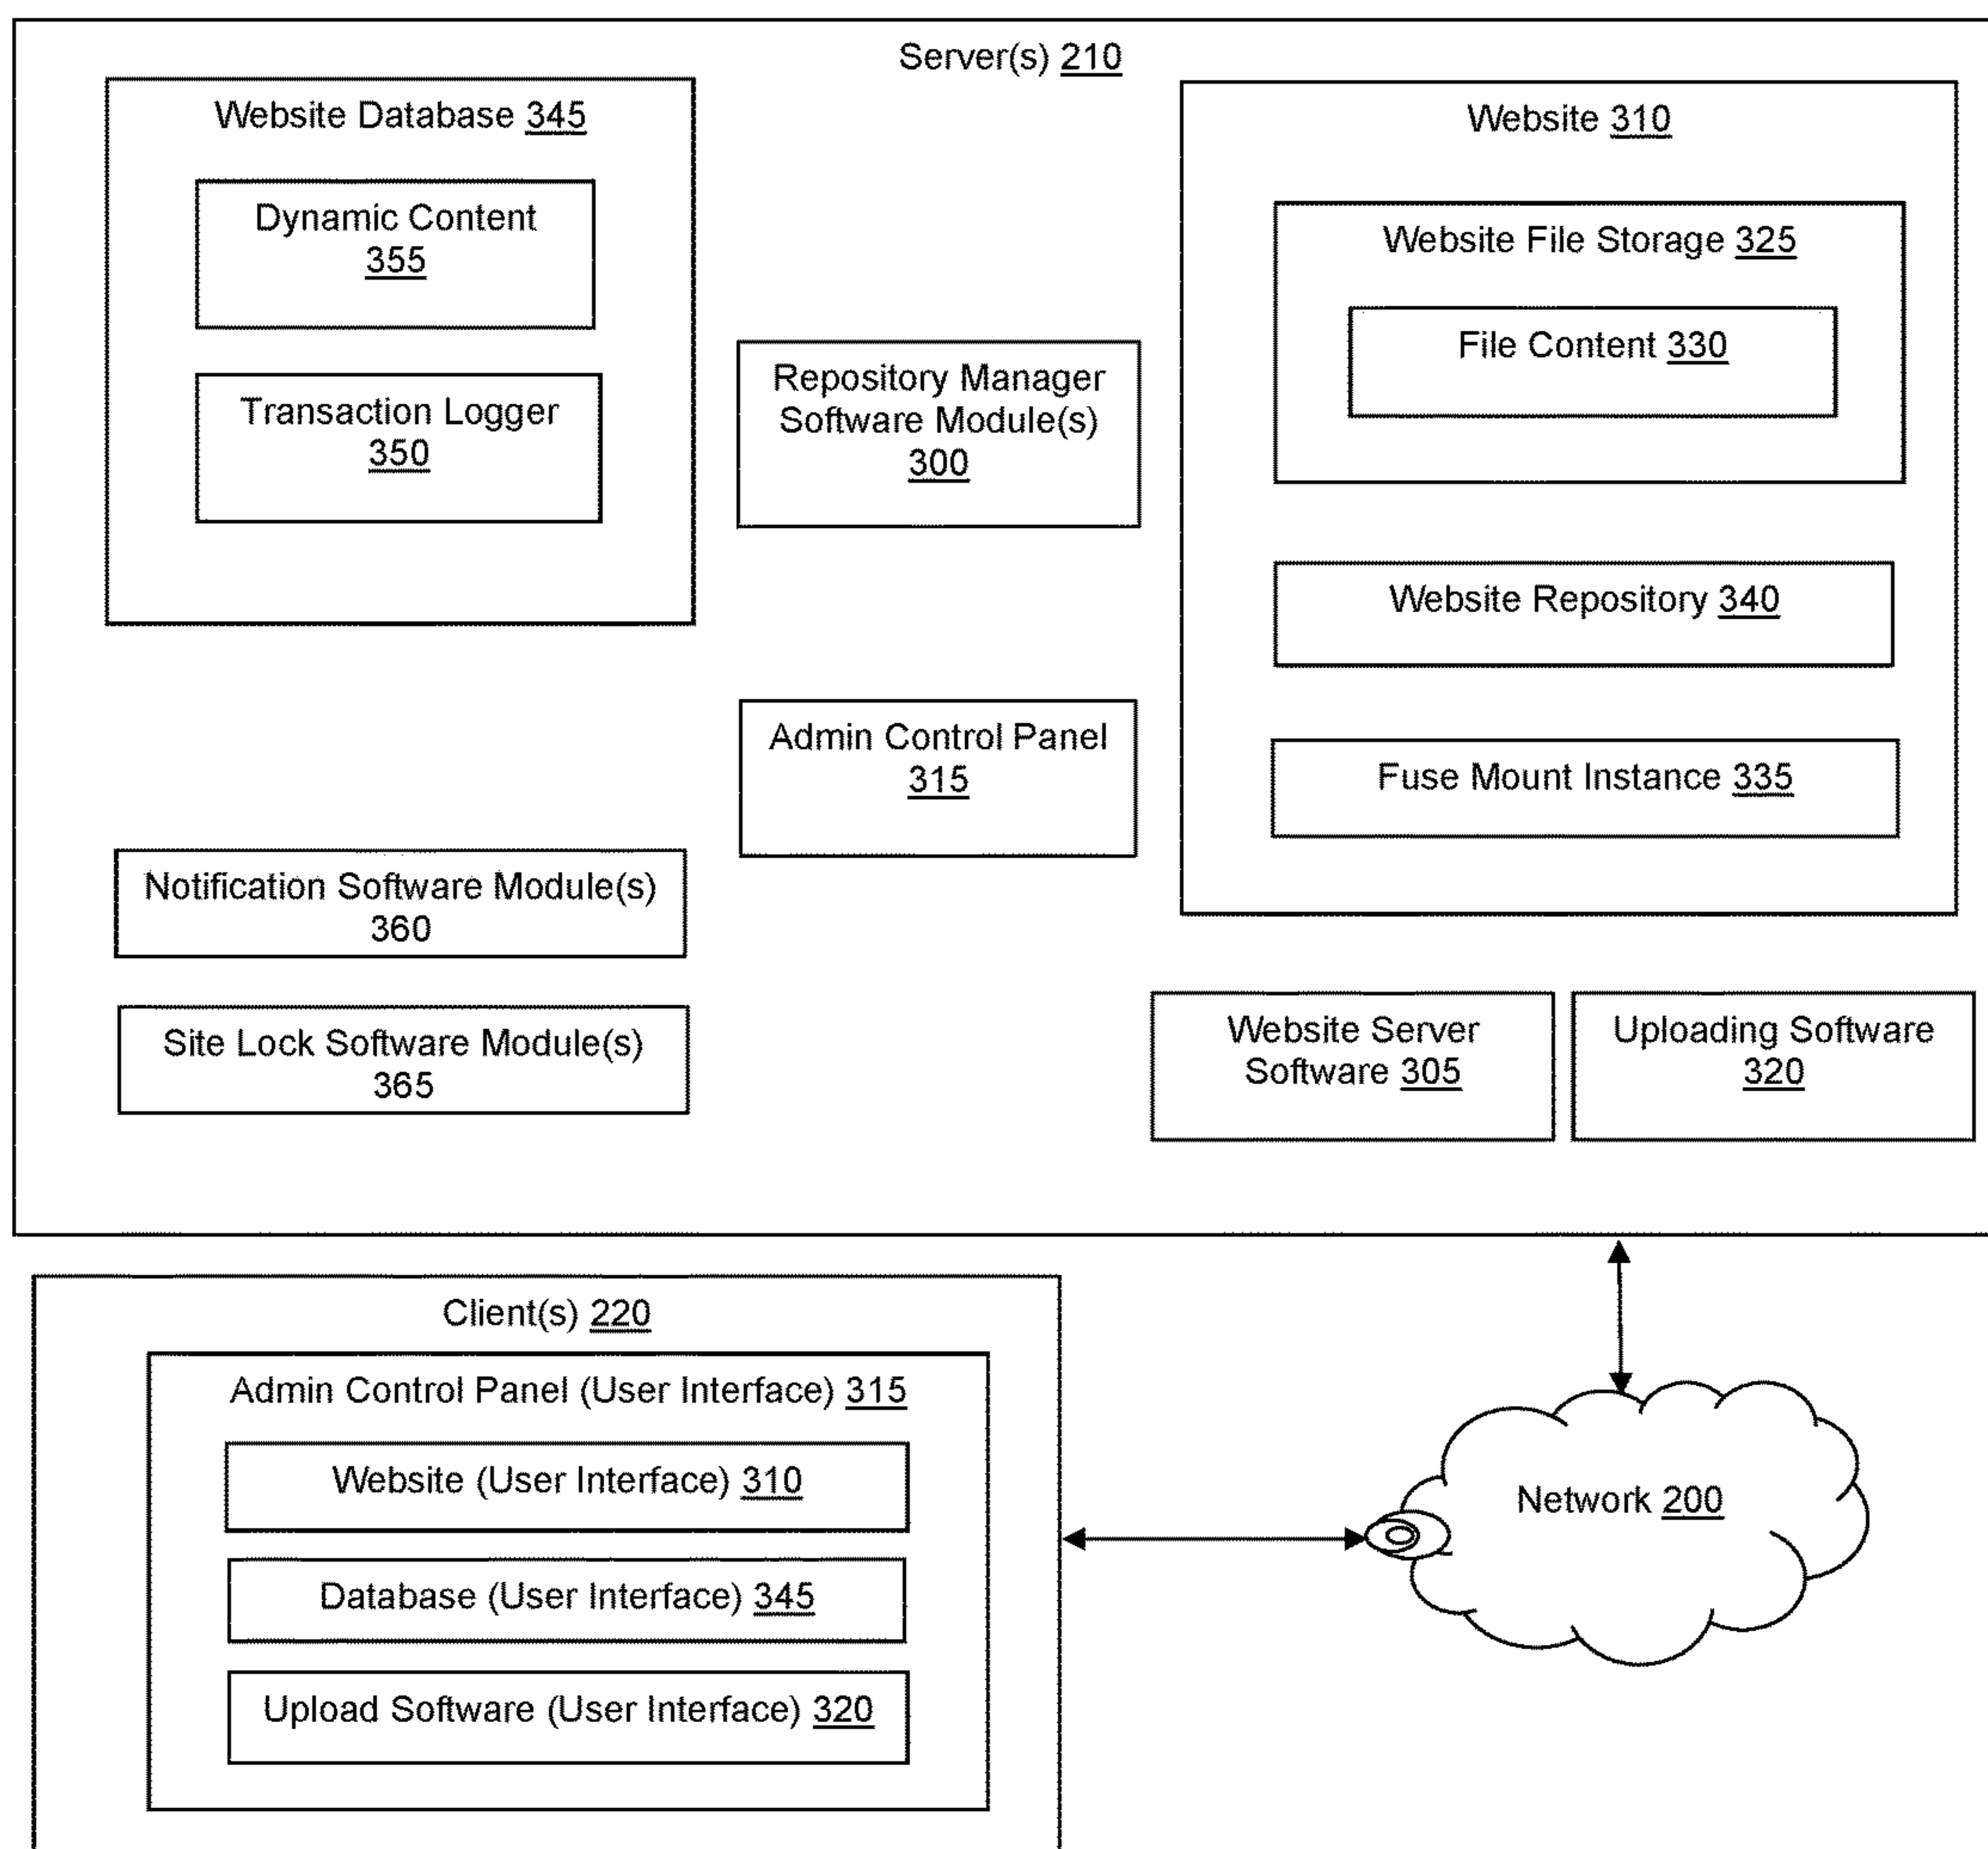 Server(s) 210
Website Database 345
Dynamic Content
355
Transaction Logger
350
Repository Manager
Software Module(s)
300
Admin Control Panel
315
Website 310
Website File Storage 325
File Content 330
Website Repository 340
Fuse Mount Instance 335
Notification Software Module(s)
360
Site Lock Software Module(s)
365
Website Server
Software 305
Uploading Software
320
Client(s) 220
Admin Control Panel (User Interface) 315
Website (User Interface) 310
Database (User Interface) 345
Upload Software (User Interface) 320
Network 200